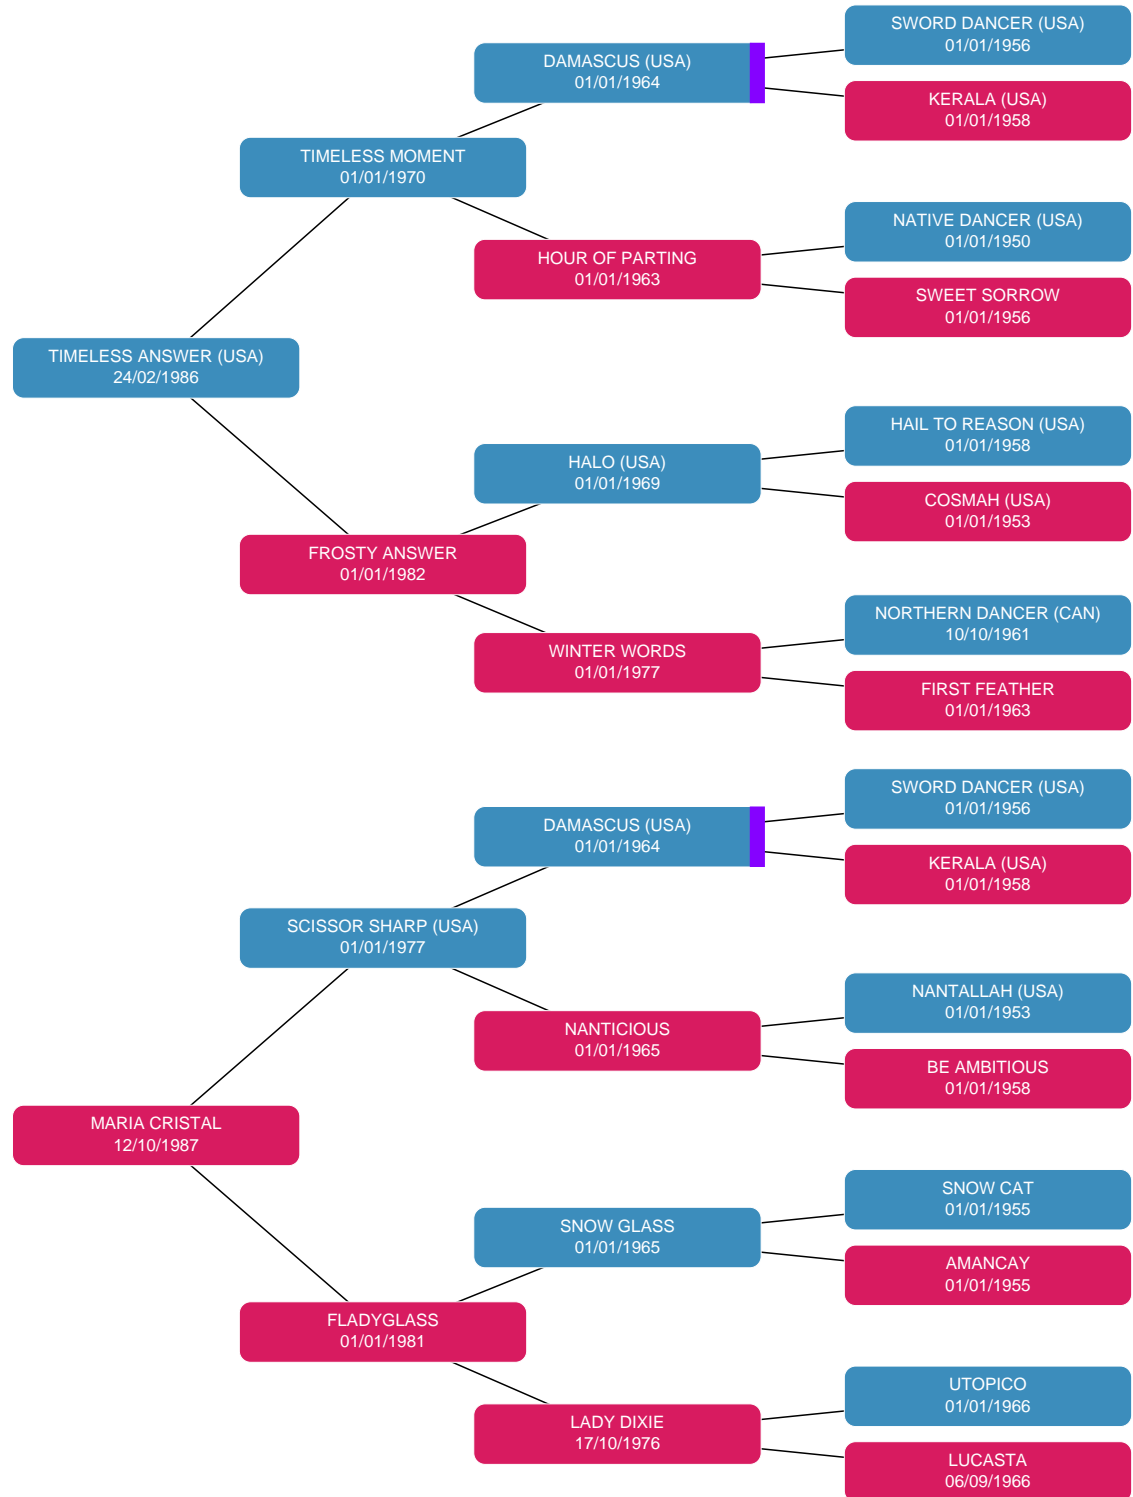 SWORD DANCER (USA)
01/01/1956
DAMASCUS (USA)
01/01/1964
KERALA (USA)
01/01/1958
TIMELESS MOMENT
01/01/1970
NATIVE DANCER (USA)
01/01/1950
HOUR OF PARTING
01/01/1963
SWEET SORROW
01/01/1956
TIMELESS ANSWER (USA)
24/02/1986
HAIL TO REASON (USA)
01/01/1958
HALO (USA)
01/01/1969
COSMAH (USA)
01/01/1953
FROSTY ANSWER
01/01/1982
NORTHERN DANCER (CAN)
10/10/1961
WINTER WORDS
01/01/1977
FIRST FEATHER
01/01/1963
SWORD DANCER (USA)
01/01/1956
DAMASCUS (USA)
01/01/1964
KERALA (USA)
01/01/1958
SCISSOR SHARP (USA)
01/01/1977
NANTALLAH (USA)
01/01/1953
NANTICIOUS
01/01/1965
BE AMBITIOUS
01/01/1958
MARIA CRISTAL
12/10/1987
SNOW CAT
01/01/1955
SNOW GLASS
01/01/1965
AMANCAY
01/01/1955
FLADYGLASS
01/01/1981
UTOPICO
01/01/1966
LADY DIXIE
17/10/1976
LUCASTA
06/09/1966